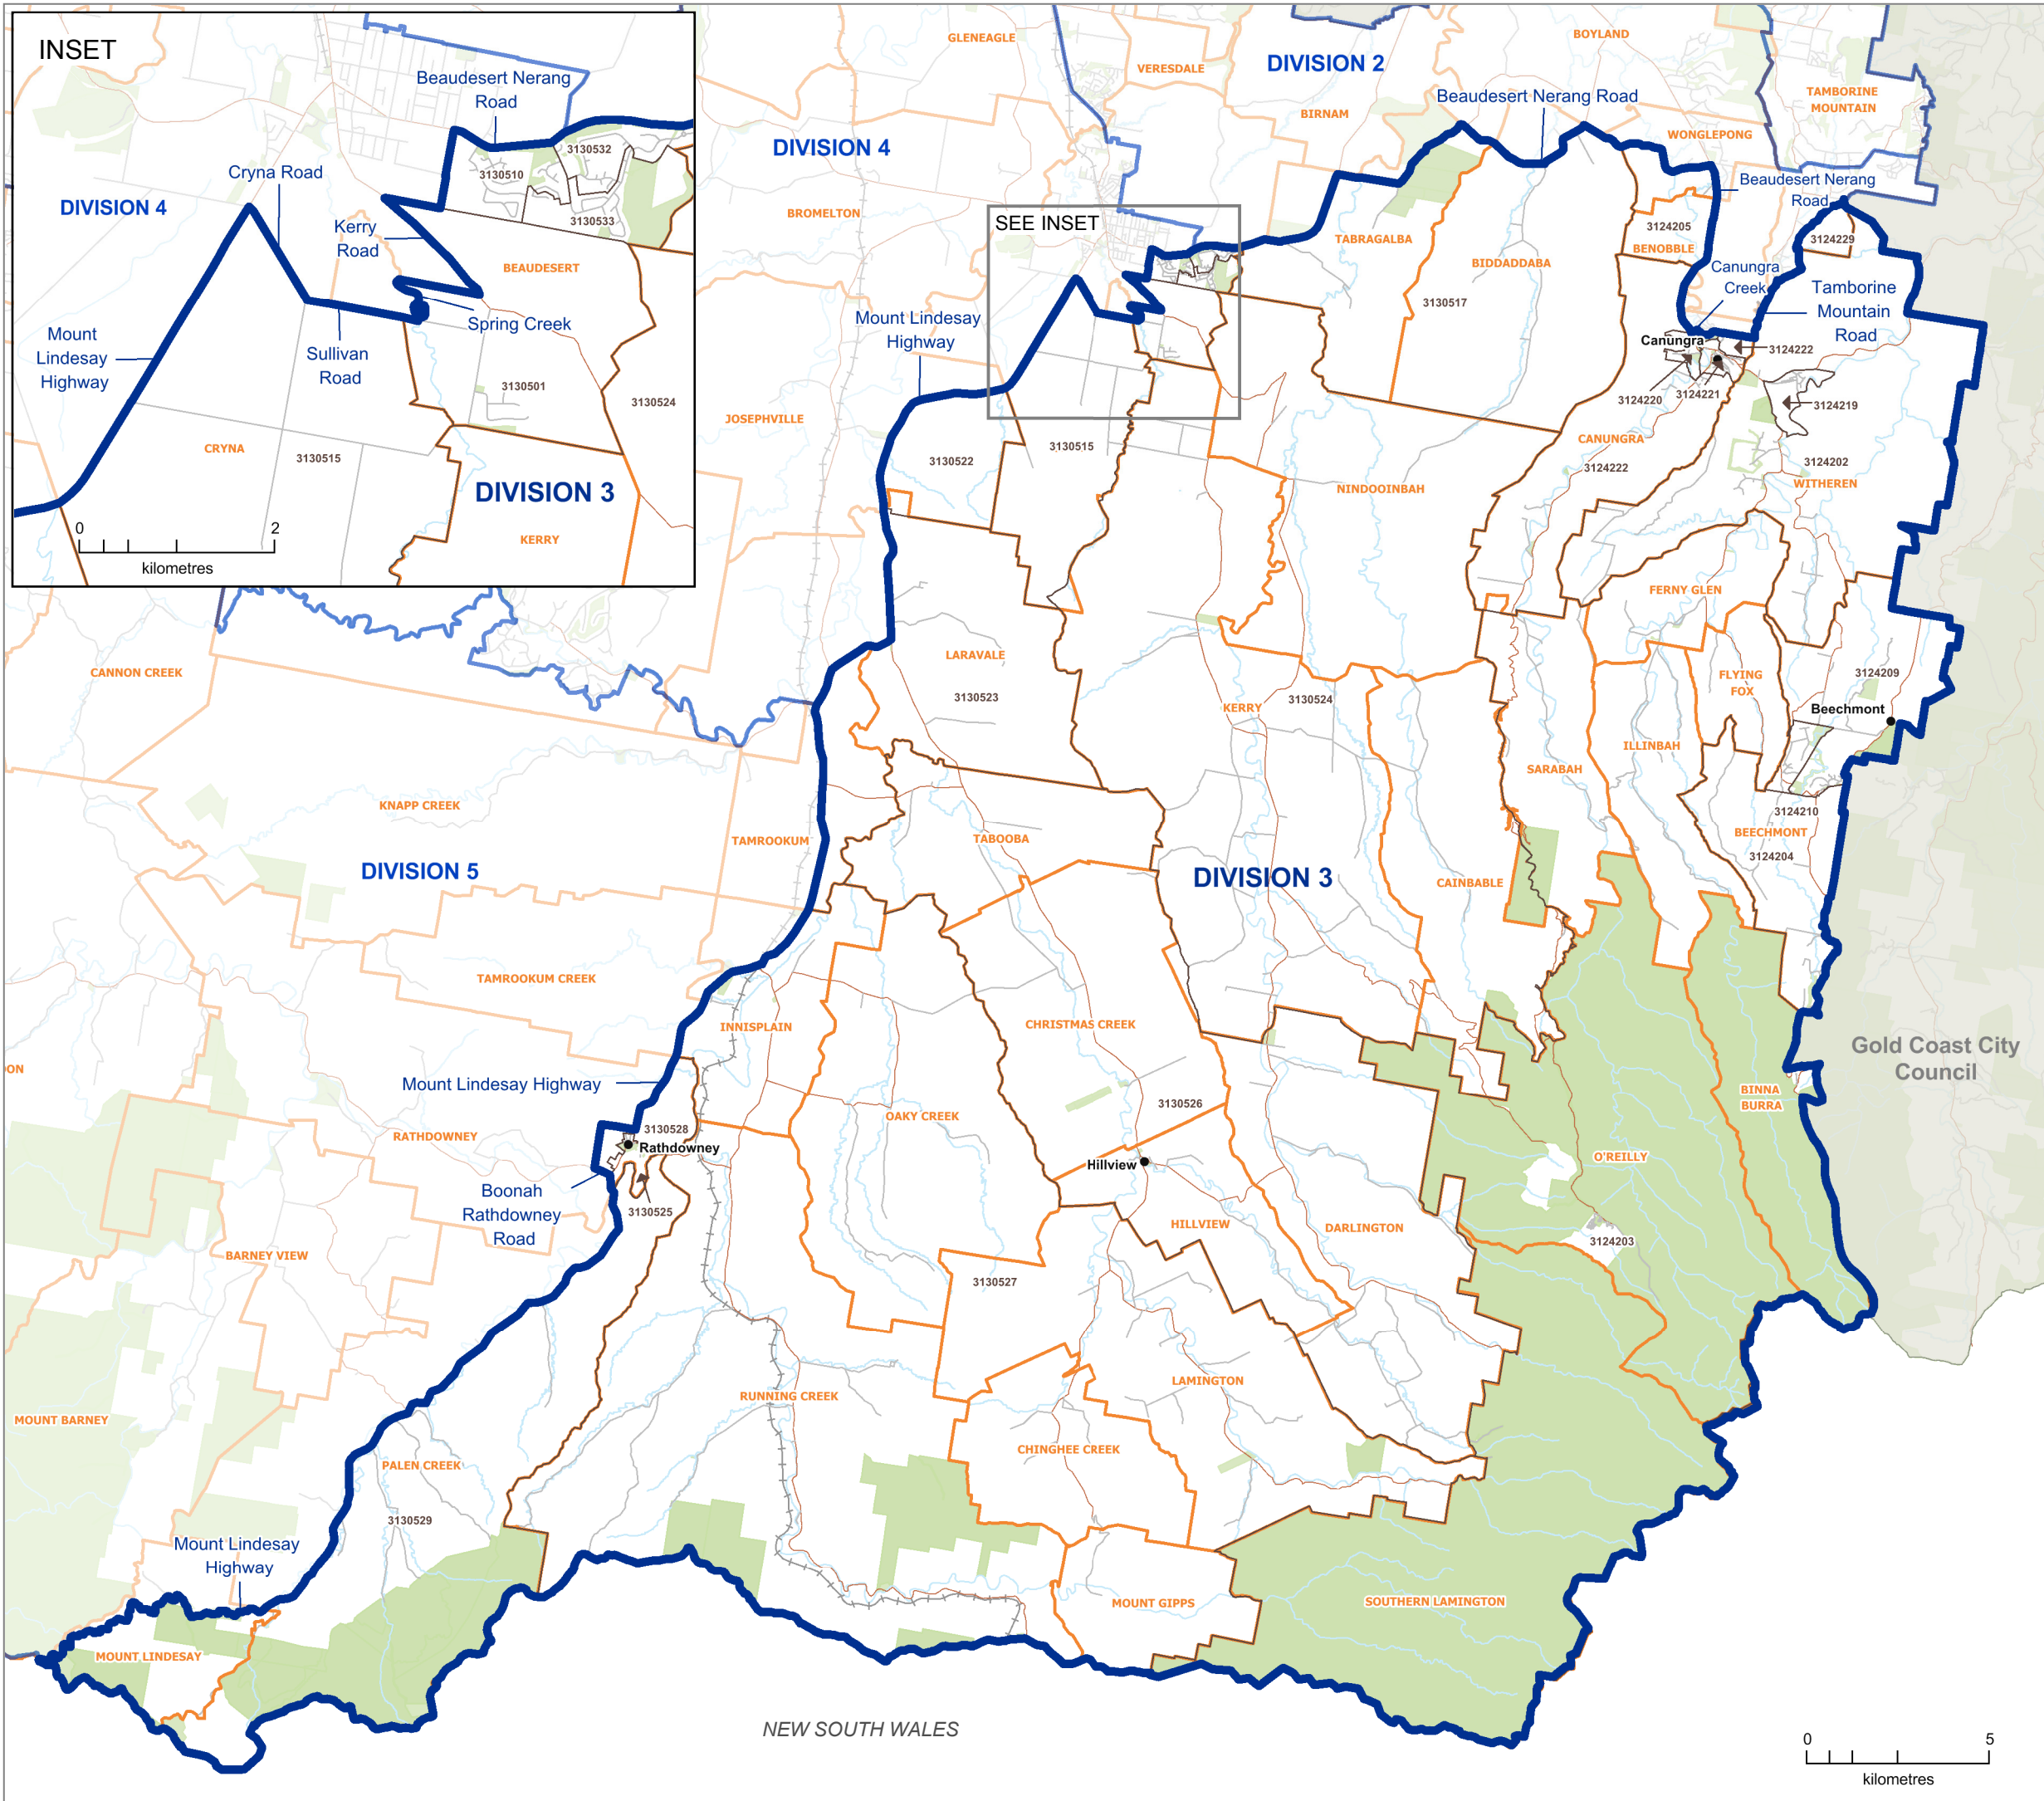 INSET
Beaudesert Nerang
Road
Cryna Road
DIVISION 4
Kerry
Road
3130532
3130510
3130533
BEAUDESERT
Mount
Lindesay
Highway
Sullivan
Road
Spring Creek
3130501
3130524
CRYNA
3130515
DIVISION 3
KERRY
0
2
kilometres
GLENEAGLE
VERESDALE
DIVISION 2
BOYLAND
BIRNAM
Beaudesert Nerang Road
TAMBORINE
MOUNTAIN
WONGLEPONG
DIVISION 4
BROMELTON
SEE INSET
TABRAGALBA
BIDDADDABA
3130517
Beaudesert Nerang
Road
3124205
BENOBBLE
3124229
Canungra
Creek
Tamborine
Mountain
Road
Mount Lindesay
Highway
Canungra
3124222
3124220
3124221
3124219
JOSEPHVILLE
3130522
3130515
CANUNGRA
3124222
3124202
WITHEREN
NINDOOINBAH
FERNY GLEN
CANNON CREEK
LARAVALE
3130523
KERRY
3130524
FLYING
FOX
3124209
Beechmont
ILLINBAH
SARABAH
KNAPP CREEK
TAMROOKUM
TABOOBA
3124210
BEECHMONT
3124204
DIVISION 5
DIVISION 3
CAINBABLE
TAMROOKUM CREEK
INNISPLAIN
CHRISTMAS CREEK
Gold Coast City
Council
DON
Mount Lindesay Highway
BINNA
BURRA
3130526
OAKY CREEK
RATHDOWNEY
3130528
Rathdowney
O'REILLY
Hillview
Boonah
Rathdowney
Road
3130525
HILLVIEW
DARLINGTON
3124203
BARNEY VIEW
3130527
LAMINGTON
RUNNING CREEK
MOUNT BARNEY
CHINGHEE CREEK
PALEN CREEK
3130529
Mount Lindesay
Highway
MOUNT GIPPS
SOUTHERN LAMINGTON
MOUNT LINDESAY
NEW SOUTH WALES
0
5
kilometres